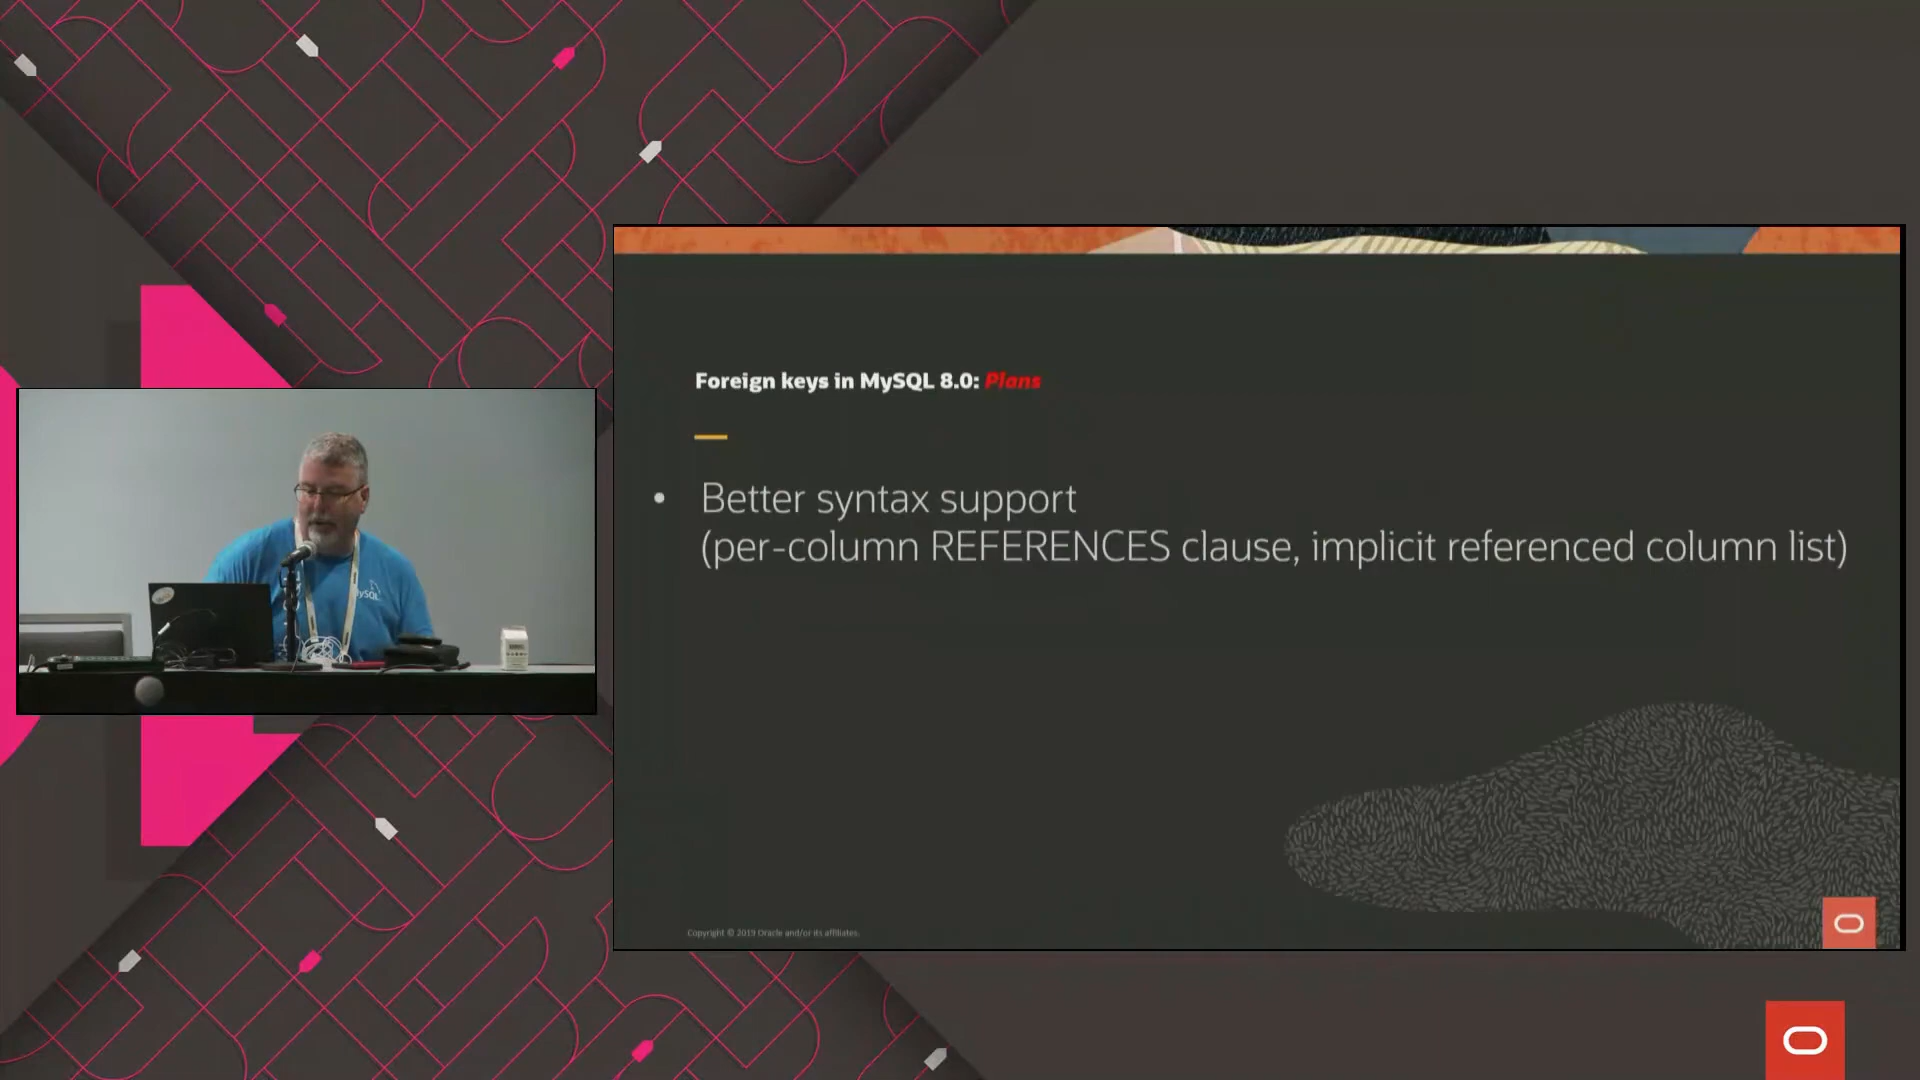 Foreign keys in MySQL 8.0: Plans
• Better syntax support
(per-column REFERENCES clause, implicit referenced column list)
Copyright © 2019 Oracle and/or its affiliates.
MySQL